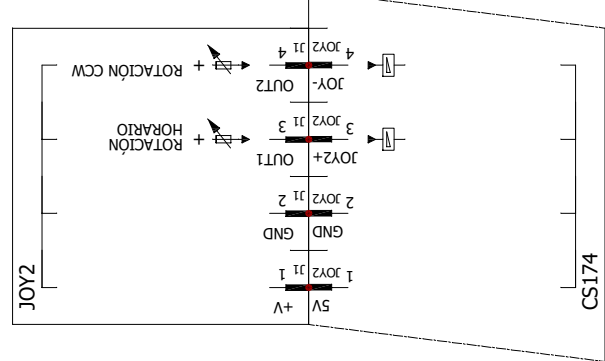 CS174
5V +V
1 JOY2 J1 1
GND GND
2 JOY2 J1 2
JOY2+ OUT1
3 JOY2 J1 3
+ ROTACIÓN
HORARIO
JOY- OUT2
4 JOY2 J1 4
+ ROTACIÓN CCW
JOY2